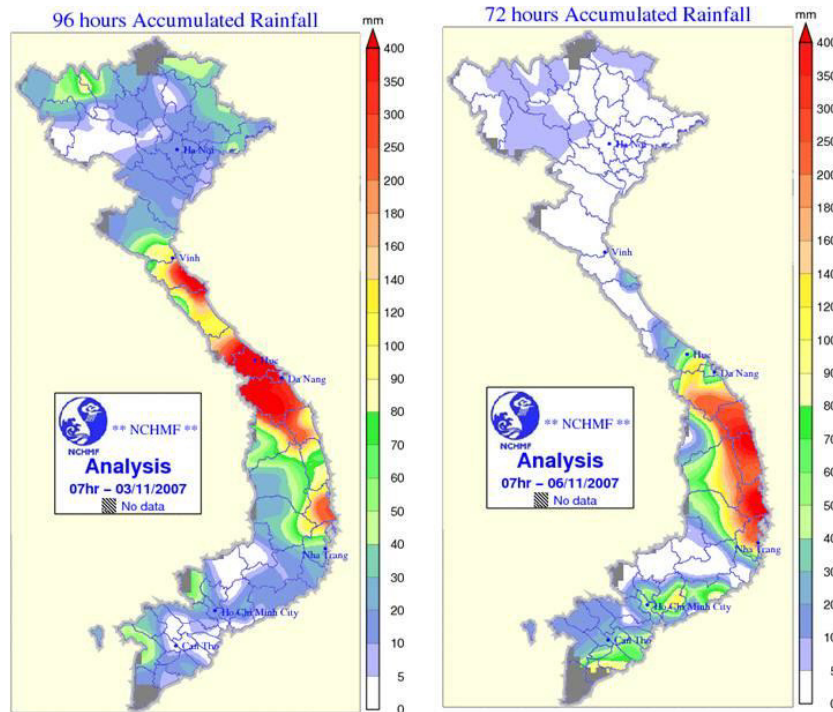 96 hours Accumulated Rainfall
mm
400
350
300
250
200
180
160
140
120
100
90
80
70
60
50
40
30
20
10
5
0
Ha Noi
Vinh
Hue
Da Nang
Nha Trang
Ho Chi Minh City
Can Tho
NCHMF
** NCHMF **
Analysis
07hr – 03/11/2007
No data
72 hours Accumulated Rainfall
mm
400
350
300
250
200
180
160
140
120
100
90
80
70
60
50
40
30
20
10
5
0
Ha Noi
Vinh
Hue
Da Nang
Nha Trang
Ho Chi Minh City
Can Tho
NCHMF
** NCHMF **
Analysis
07hr – 06/11/2007
No data